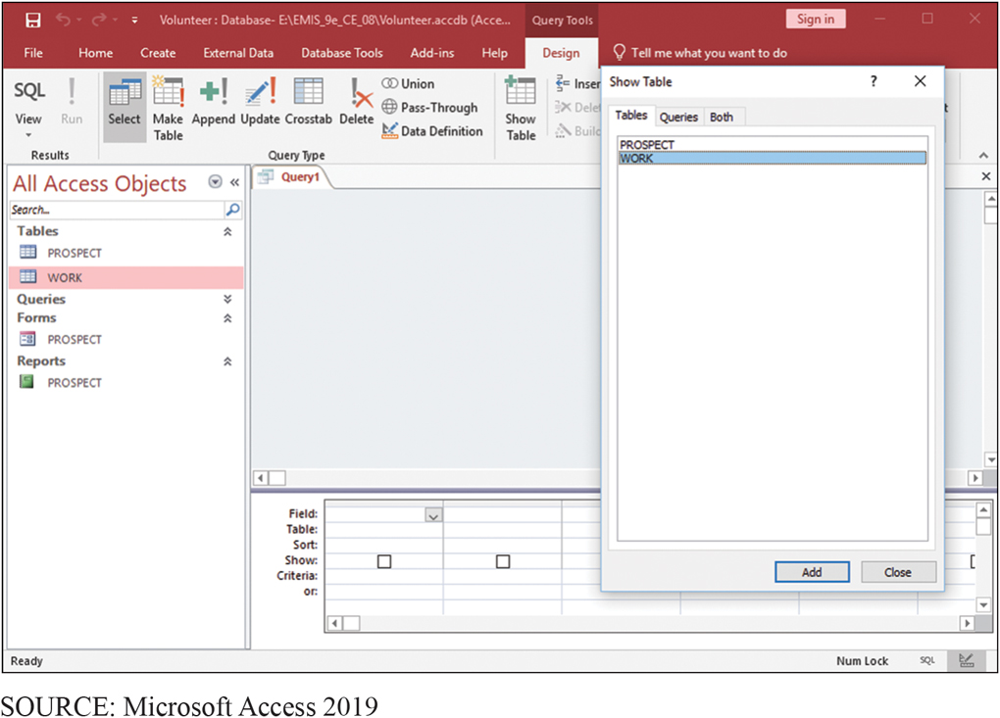 Volunteer : Database- E:\EMIS_9e_CE_08\Volunteer.accdb (Acce... Query Tools Sign in
File Home Create External Data Database Tools Add-ins Help Design Tell me what you want to do
SQL
View
Run
Results
Select
Make
Table
Append
Update
Crosstab
Delete
Union
Pass-Through
Data Definition
Query Type
Show
Table
Inser
Dele
Buil
t
All Access Objects «
Search...
Tables
PROSPECT
WORK
Queries
Forms
PROSPECT
Reports
PROSPECT
Query1
Show Table ?
Tables Queries Both
PROSPECT
WORK
Add Close
Field:
Table:
Sort:
Show:
Criteria:
or:
Ready Num Lock SQL
SOURCE: Microsoft Access 2019